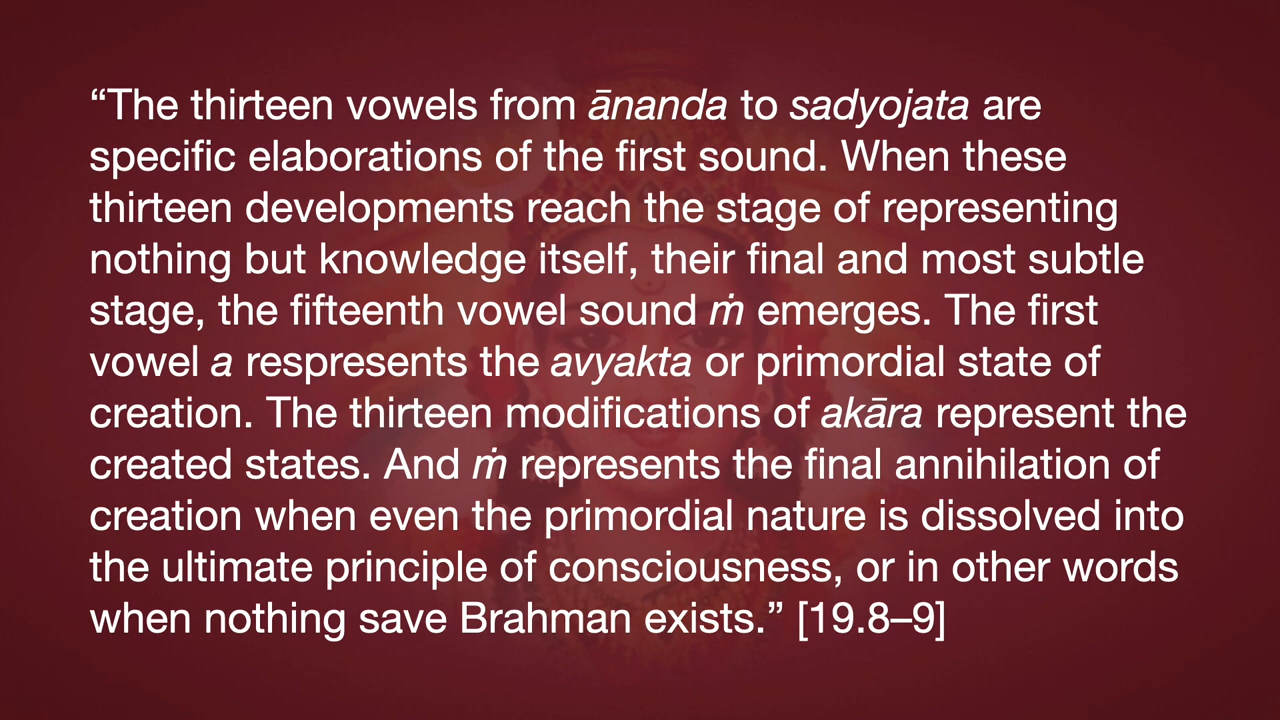 “The thirteen vowels from ānanda to sadyojata are
specific elaborations of the first sound. When these
thirteen developments reach the stage of representing
nothing but knowledge itself, their final and most subtle
stage, the fifteenth vowel sound ṁ emerges. The first
vowel a respresents the avyakta or primordial state of
creation. The thirteen modifications of akāra represent the
created states. And ṁ represents the final annihilation of
creation when even the primordial nature is dissolved into
the ultimate principle of consciousness, or in other words
when nothing save Brahman exists.” [19.8–9]